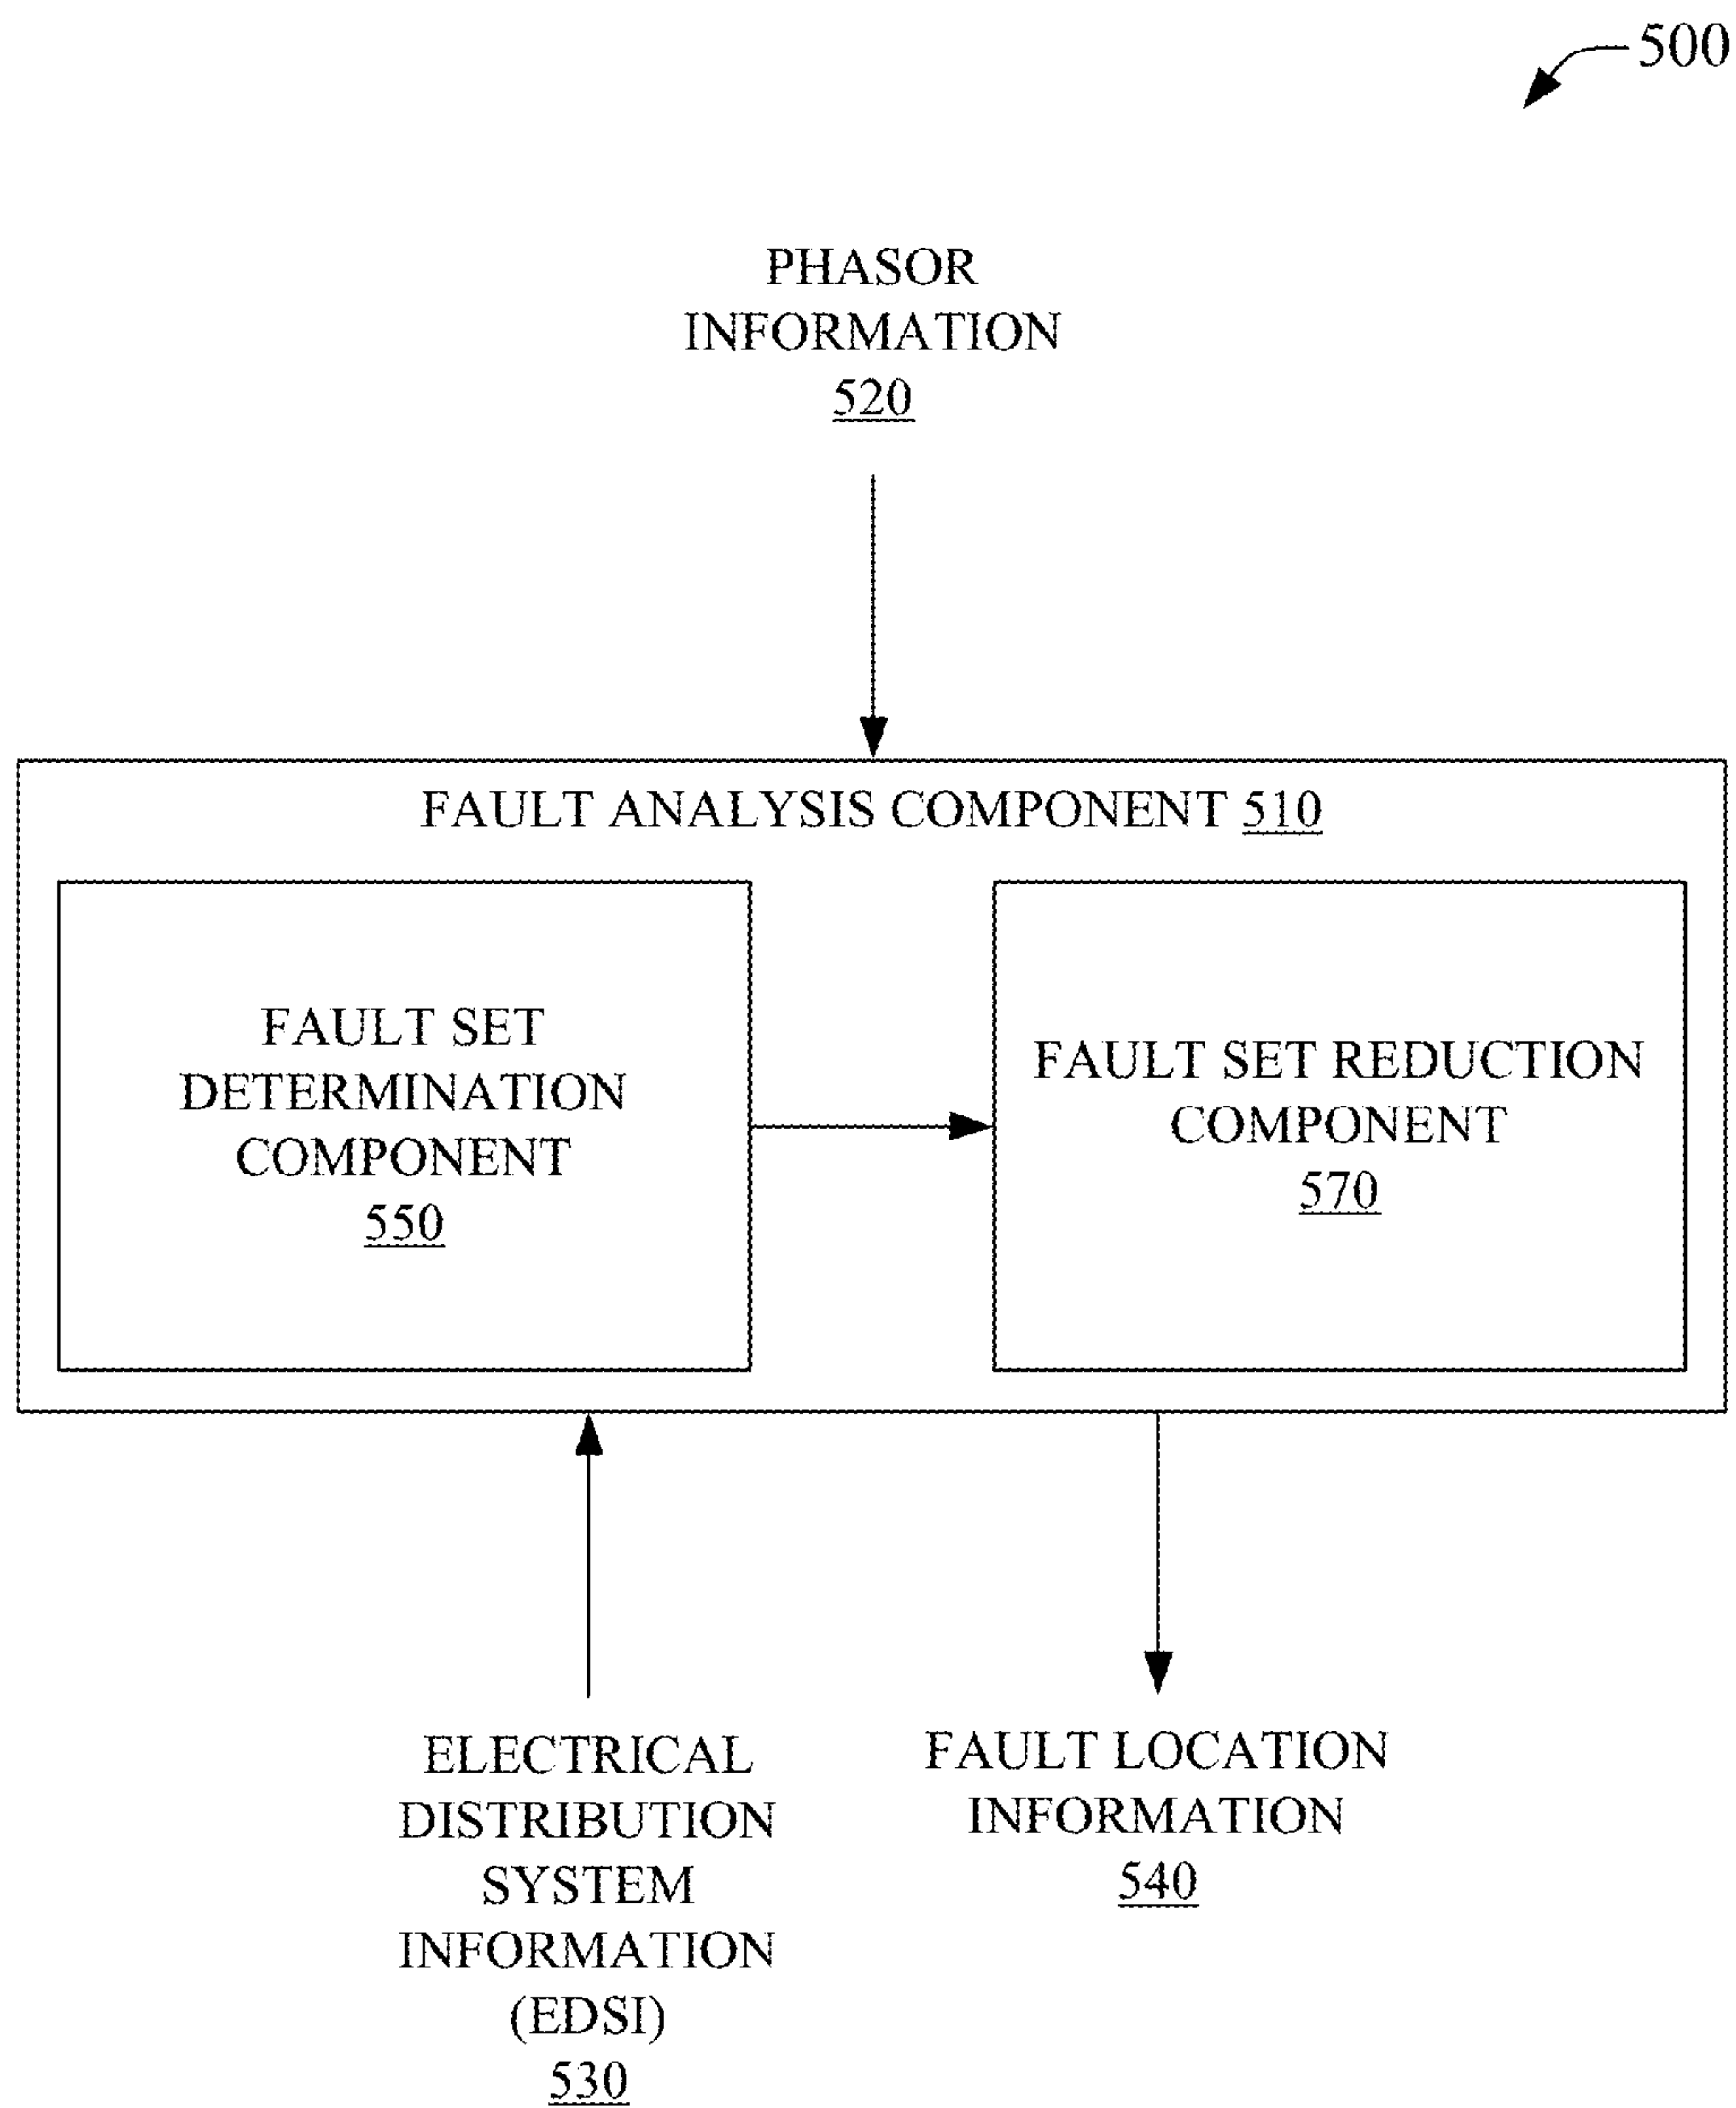 500
PHASOR
INFORMATION
520
FAULT ANALYSIS COMPONENT 510
FAULT SET
DETERMINATION
COMPONENT
550
FAULT SET REDUCTION
COMPONENT
570
ELECTRICAL
DISTRIBUTION
SYSTEM
INFORMATION
(EDSI)
530
FAULT LOCATION
INFORMATION
540